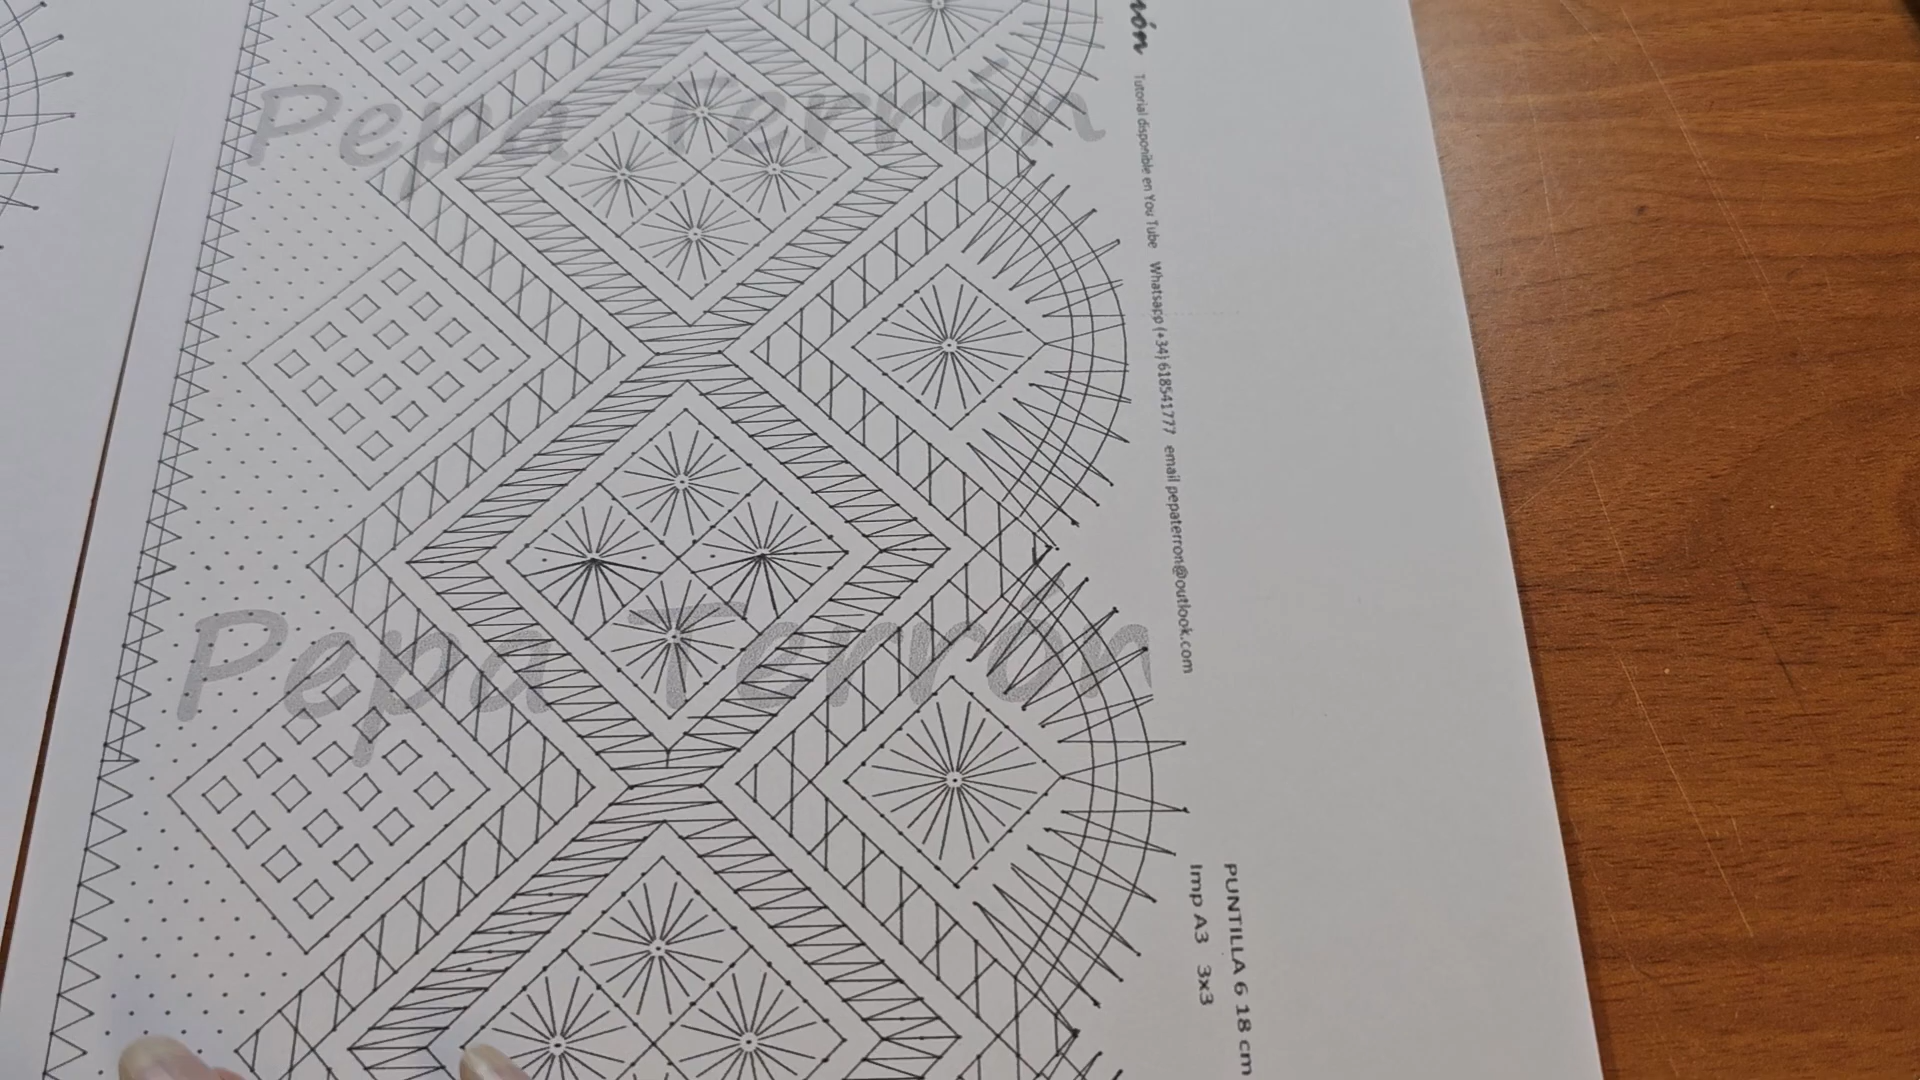 Pepa Terrón
Tutorial disponible en You Tube Whatsapp (+34) 618541777 email pepaterron@outlook.com
Pepa Terrón
PUNTILLA 6 18 cm
Imp A3 3x3